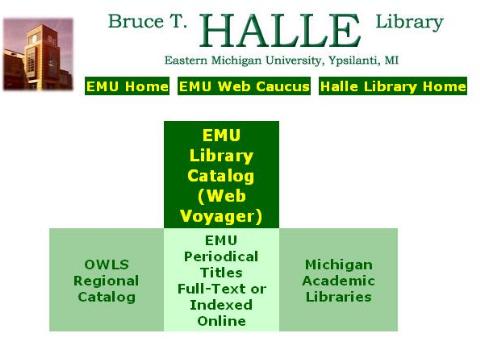 Bruce T. HALLE Library
Eastern Michigan University, Ypsilanti, MI
EMU Home EMU Web Caucus Halle Library Home
EMU
Library
Catalog
(Web
Voyager)
OWLS
Regional
Catalog
EMU
Periodical
Titles
Full-Text or
Indexed
Online
Michigan
Academic
Libraries